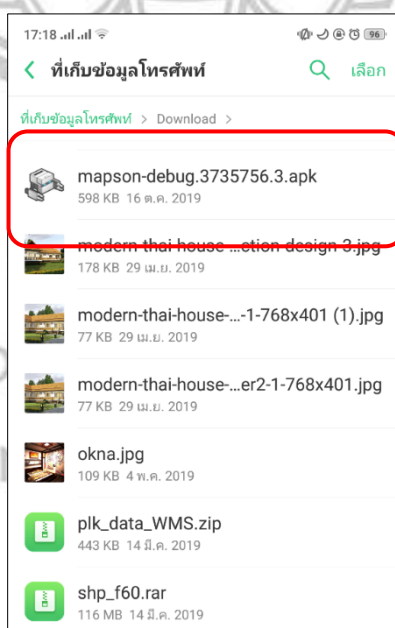 17:18
96
ที่เก็บข้อมูลโทรศัพท์
เลือก
ที่เก็บข้อมูลโทรศัพท์ > Download >
mapson-debug.3735756.3.apk
598 KB 16 ต.ค. 2019
modern-thai-house-...ction-design-3.jpg
178 KB 29 เม.ย. 2019
modern-thai-house-...-1-768x401 (1).jpg
77 KB 29 เม.ย. 2019
modern-thai-house-...er2-1-768x401.jpg
77 KB 29 เม.ย. 2019
okna.jpg
109 KB 4 พ.ค. 2019
plk_data_WMS.zip
443 KB 14 มี.ค. 2019
shp_f60.rar
116 MB 14 มี.ค. 2019